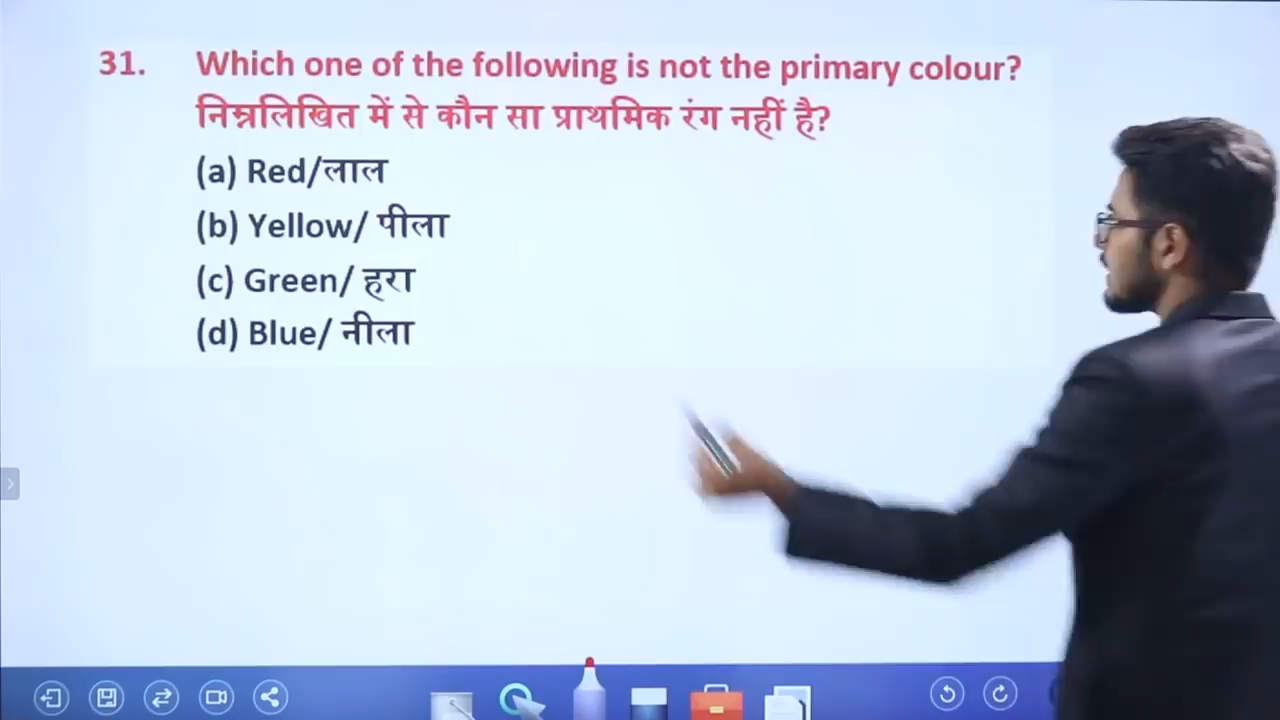 31. Which one of the following is not the primary colour?
निम्नलिखित में से कौन सा प्राथमिक रंग नहीं है?
(a) Red/लाल
(b) Yellow/ पीला
(c) Green/ हरा
(d) Blue/ नीला